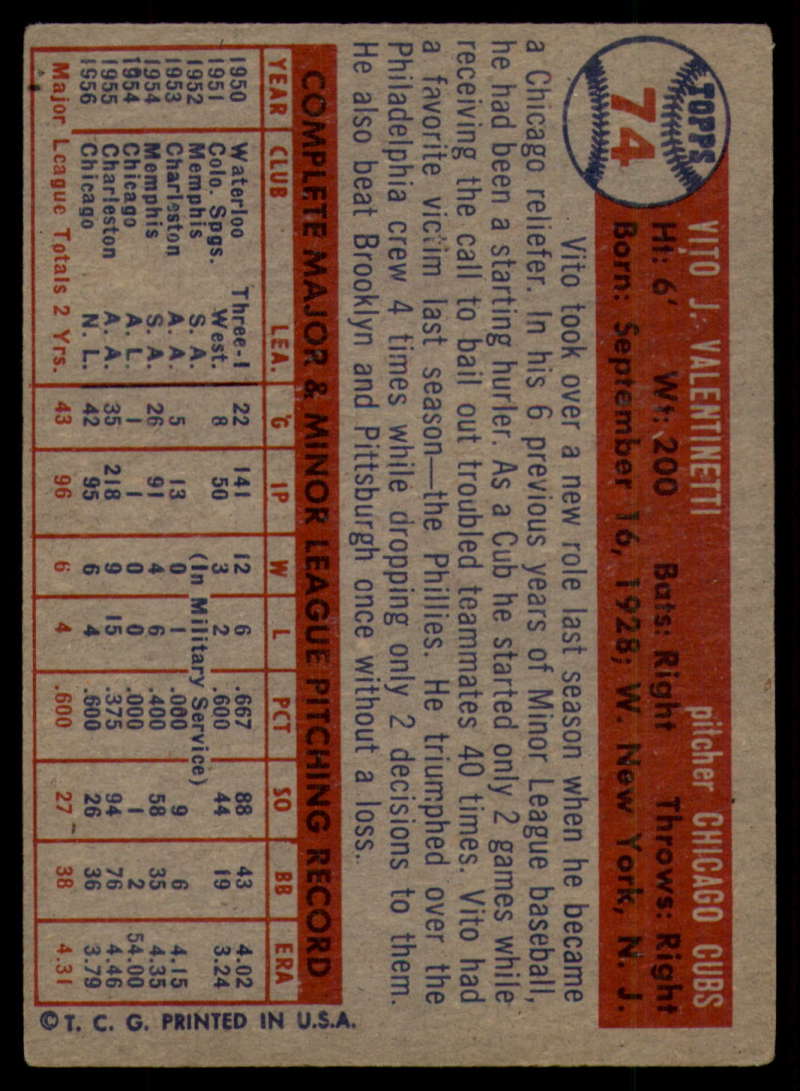 TOPPS
74
VITO J. VALENTINETTI pitcher CHICAGO CUBS
Ht: 6' Wt: 200 Bats: Right Throws: Right
Born: September 16, 1928; W. New York, N. J.
Vito took over a new role last season when he became
a Chicago reliefer. In his 6 previous years of Minor League baseball,
he had been a starting hurler. As a Cub he started only 2 games while
receiving the call to bail out troubled teammates 40 times. Vito had
a favorite victim last season—the Phillies. He triumphed over the
Philadelphia crew 4 times while dropping only 2 decisions to them.
He also beat Brooklyn and Pittsburgh once without a loss.
COMPLETE MAJOR & MINOR LEAGUE PITCHING RECORD
YEAR CLUB LEA. G IP W L PCT SO BB ERA
1950 Waterloo Three-I 22 141 12 6 .667 88 43 4.02
1951 Colo. Spgs. West. 8 50 3 2 .600 44 19 3.24
1952 Memphis S. A. (In Military Service)
1953 Charleston A. A. 5 13 0 1 .000 9 6 4.15
1954 Memphis S. A. 26 91 4 6 .400 58 35 4.35
1954 Chicago A. L. 1 1 0 0 .000 1 2 54.00
1955 Charleston A. A. 35 218 9 15 .375 94 76 4.46
1956 Chicago N. L. 42 95 6 4 .600 26 36 3.79
Major League Totals 2 Yrs. 43 96 6 4 .600 27 38 4.31
© T. C. G. PRINTED IN U.S.A.